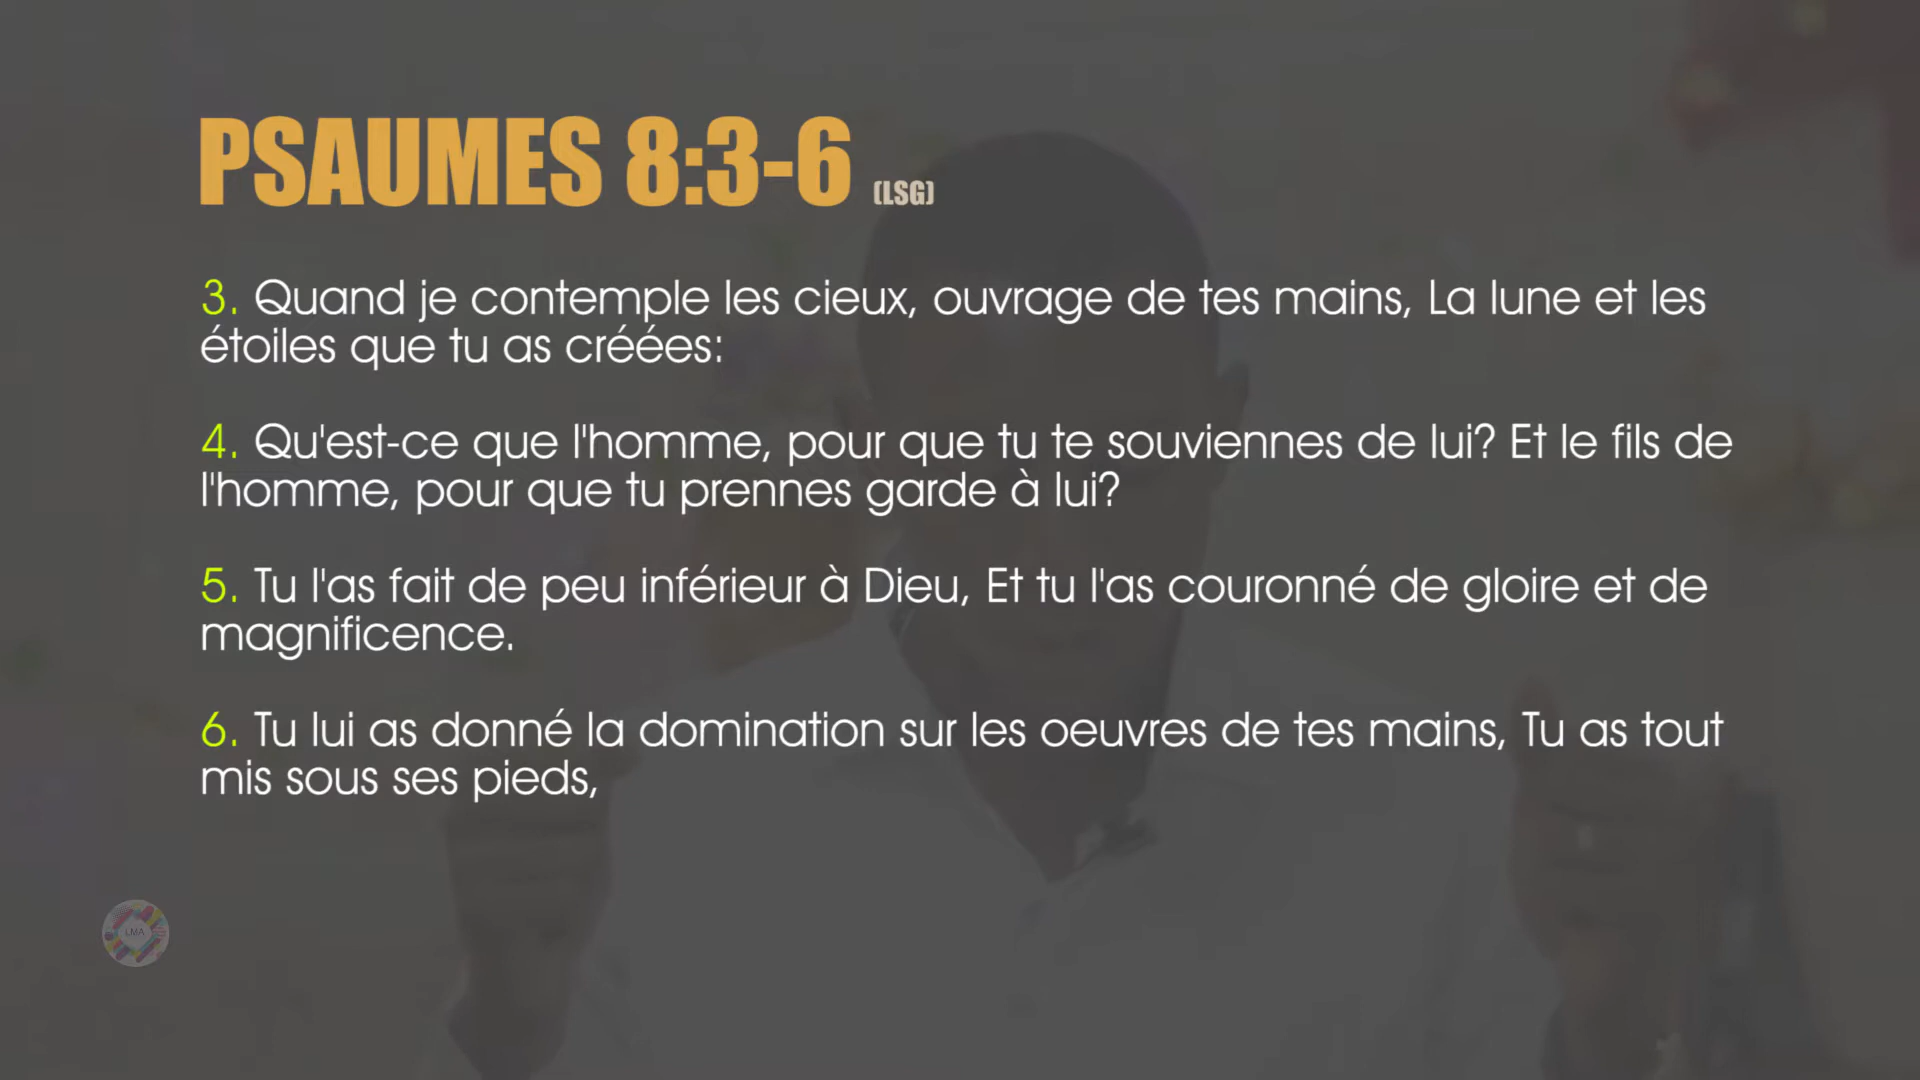 PSAUMES 8:3-6 (LSG)
3. Quand je contemple les cieux, ouvrage de tes mains, La lune et les
étoiles que tu as créées:
4. Qu'est-ce que l'homme, pour que tu te souviennes de lui? Et le fils de
l'homme, pour que tu prennes garde à lui?
5. Tu l'as fait de peu inférieur à Dieu, Et tu l'as couronné de gloire et de
magnificence.
6. Tu lui as donné la domination sur les oeuvres de tes mains, Tu as tout
mis sous ses pieds,
LMA